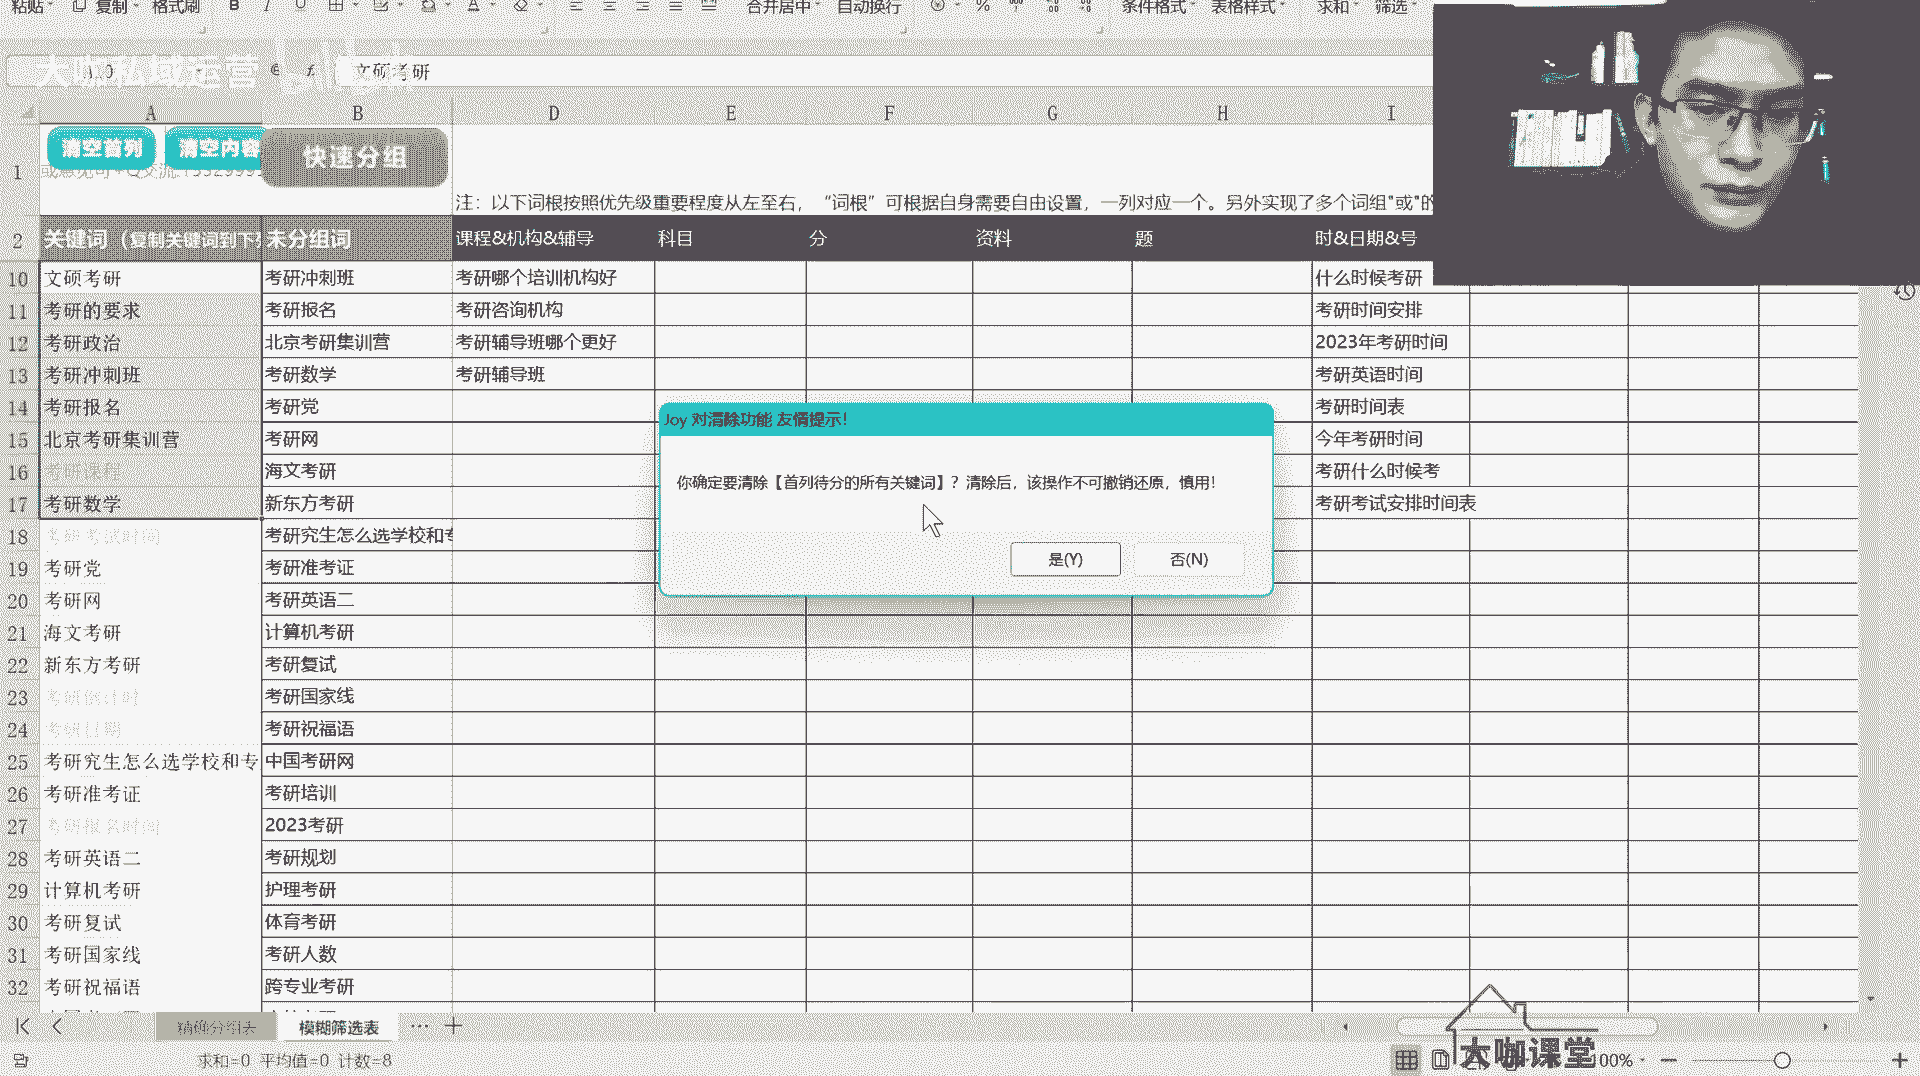 粘贴 复制 格式刷 B I U A 合并居中 自动换行 % 条件格式 表格样式 求和 筛选
大咖私域运营 bilibili 文硕考研
A B D E F G H I
清空首列 清空内容 快速分组
1
注：以下词根按照优先级重要程度从左至右，“词根”可根据自身需要自由设置，一列对应一个。另外实现了多个词组"或"的
2 关键词（复制关键词到下 未分组词 课程&机构&辅导 科目 分 资料 题 时&日期&号
10 文硕考研 考研冲刺班 考研哪个培训机构好 什么时候考研
11 考研的要求 考研报名 考研咨询机构 考研时间安排
12 考研政治 北京考研集训营 考研辅导班哪个更好 2023年考研时间
13 考研冲刺班 考研数学 考研辅导班 考研英语时间
14 考研报名 考研党 考研时间表
15 北京考研集训营 考研网 今年考研时间
16 考研课程 海文考研 考研什么时候考
17 考研数学 新东方考研 考研考试安排时间表
18 考研考试时间 考研究生怎么选学校和专
19 考研党 考研准考证
20 考研网 考研英语二
21 海文考研 计算机考研
22 新东方考研 考研复试
23 考研倒计时 考研国家线
24 考研日期 考研祝福语
25 考研究生怎么选学校和专 中国考研网
26 考研准考证 考研培训
27 考研报名时间 2023考研
28 考研英语二 考研规划
29 计算机考研 护理考研
30 考研复试 体育考研
31 考研国家线 考研人数
32 考研祝福语 跨专业考研
Joy 对清除功能 友情提示！
你确定要清除【首列待分的所有关键词】？清除后，该操作不可撤销还原，慎用！
是(Y) 否(N)
精确分组表 模糊筛选表 ··· +
求和=0 平均值=0 计数=8 100%
大咖课堂